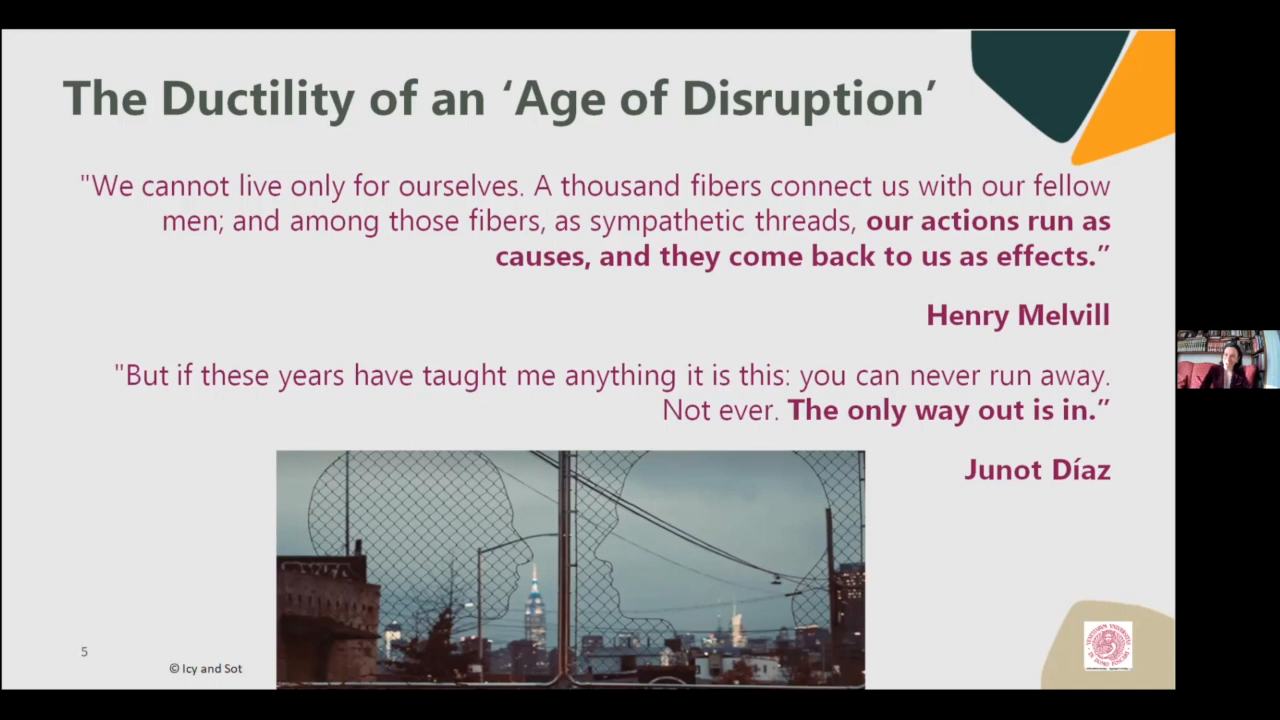 The Ductility of an ‘Age of Disruption’
"We cannot live only for ourselves. A thousand fibers connect us with our fellow
men; and among those fibers, as sympathetic threads, our actions run as
causes, and they come back to us as effects.”
Henry Melvill
"But if these years have taught me anything it is this: you can never run away.
Not ever. The only way out is in.”
Junot Díaz
5
© Icy and Sot